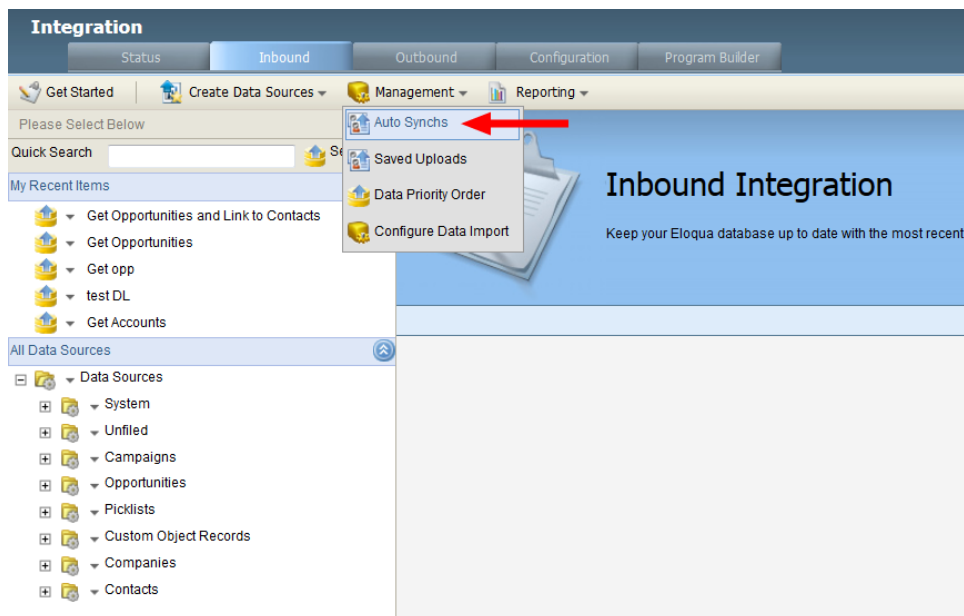 Integration
Status Inbound Outbound Configuration Program Builder
Get Started Create Data Sources Management Reporting
Please Select Below
Auto Synchs
Quick Search Se
Saved Uploads
My Recent Items
Data Priority Order
Configure Data Import
Get Opportunities and Link to Contacts
Get Opportunities
Get opp
test DL
Get Accounts
Inbound Integration
Keep your Eloqua database up to date with the most recent
All Data Sources
Data Sources
System
Unfiled
Campaigns
Opportunities
Picklists
Custom Object Records
Companies
Contacts